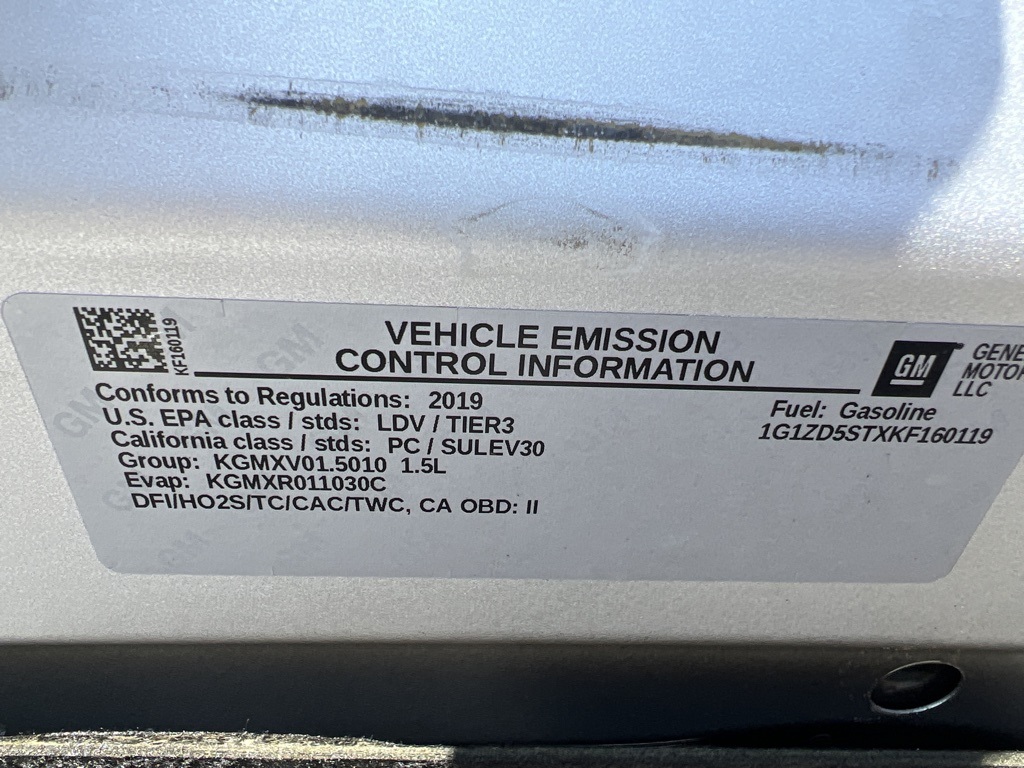 KF160119
VEHICLE EMISSION
CONTROL INFORMATION
GM
GENE
MOTOR
LLC
Conforms to Regulations: 2019
U.S. EPA class / stds: LDV / TIER3
California class / stds: PC / SULEV30
Group: KGMXV01.5010 1.5L
Evap: KGMXR011030C
DFI/HO2S/TC/CAC/TWC, CA OBD: II
Fuel: Gasoline
1G1ZD5STXKF160119